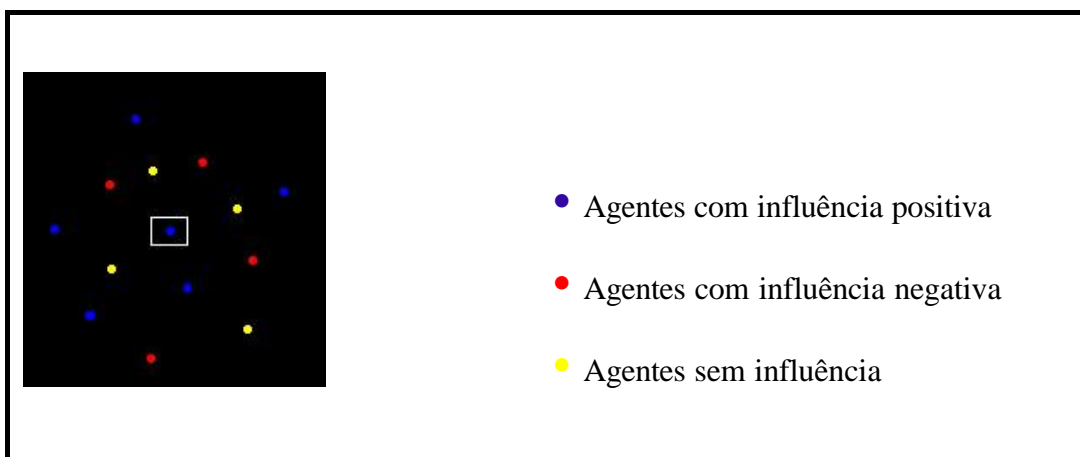 Agentes com influência positiva
Agentes com influência negativa
Agentes sem influência